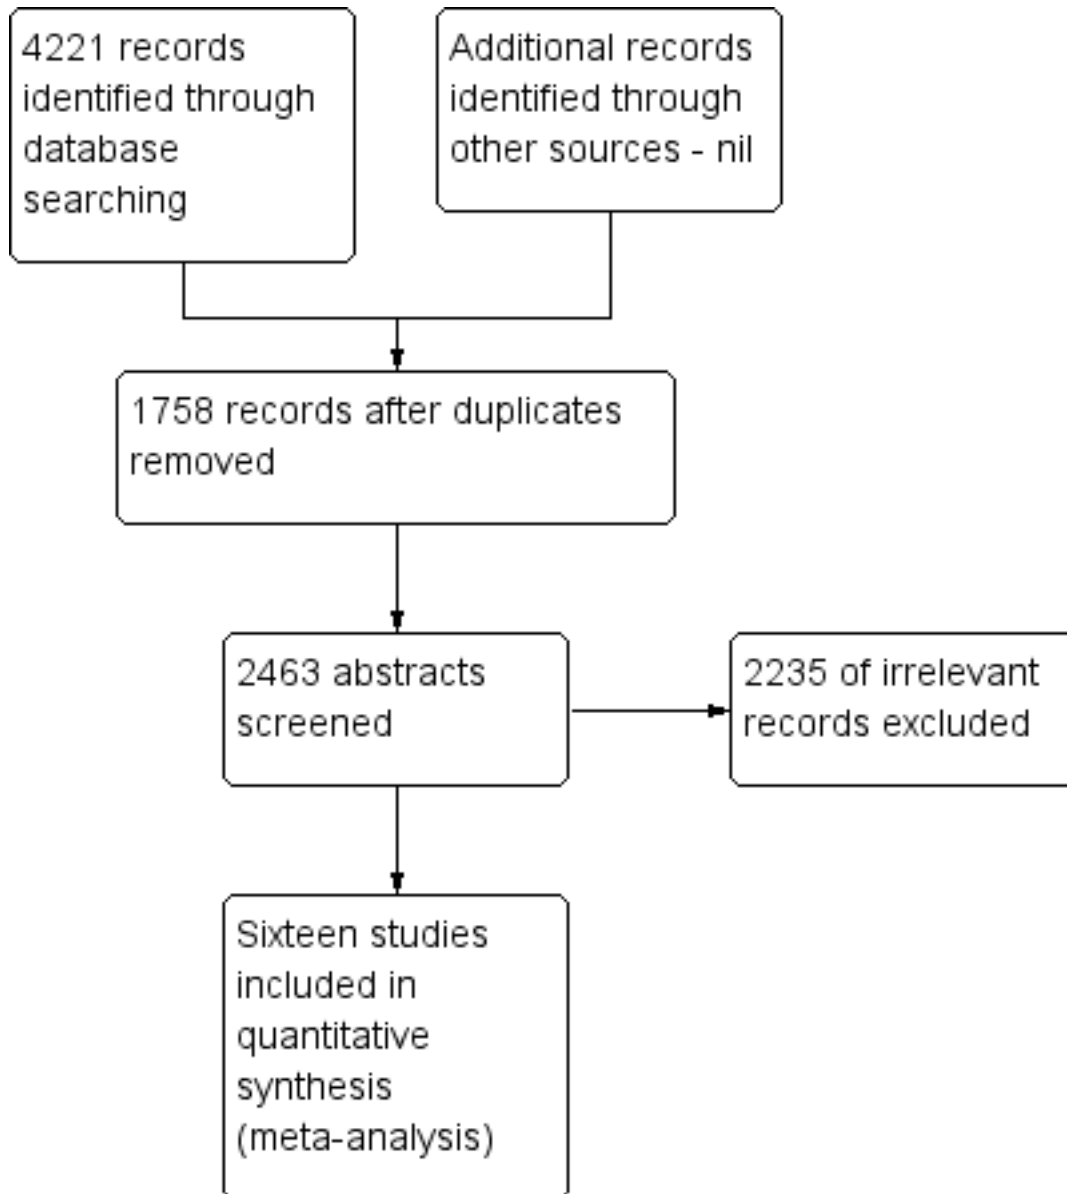 4221 records
identified through
database
searching
Additional records
identified through
other sources - nil
1758 records after duplicates
removed
2463 abstracts
screened
2235 of irrelevant
records excluded
Sixteen studies
included in
quantitative
synthesis
(meta-analysis)